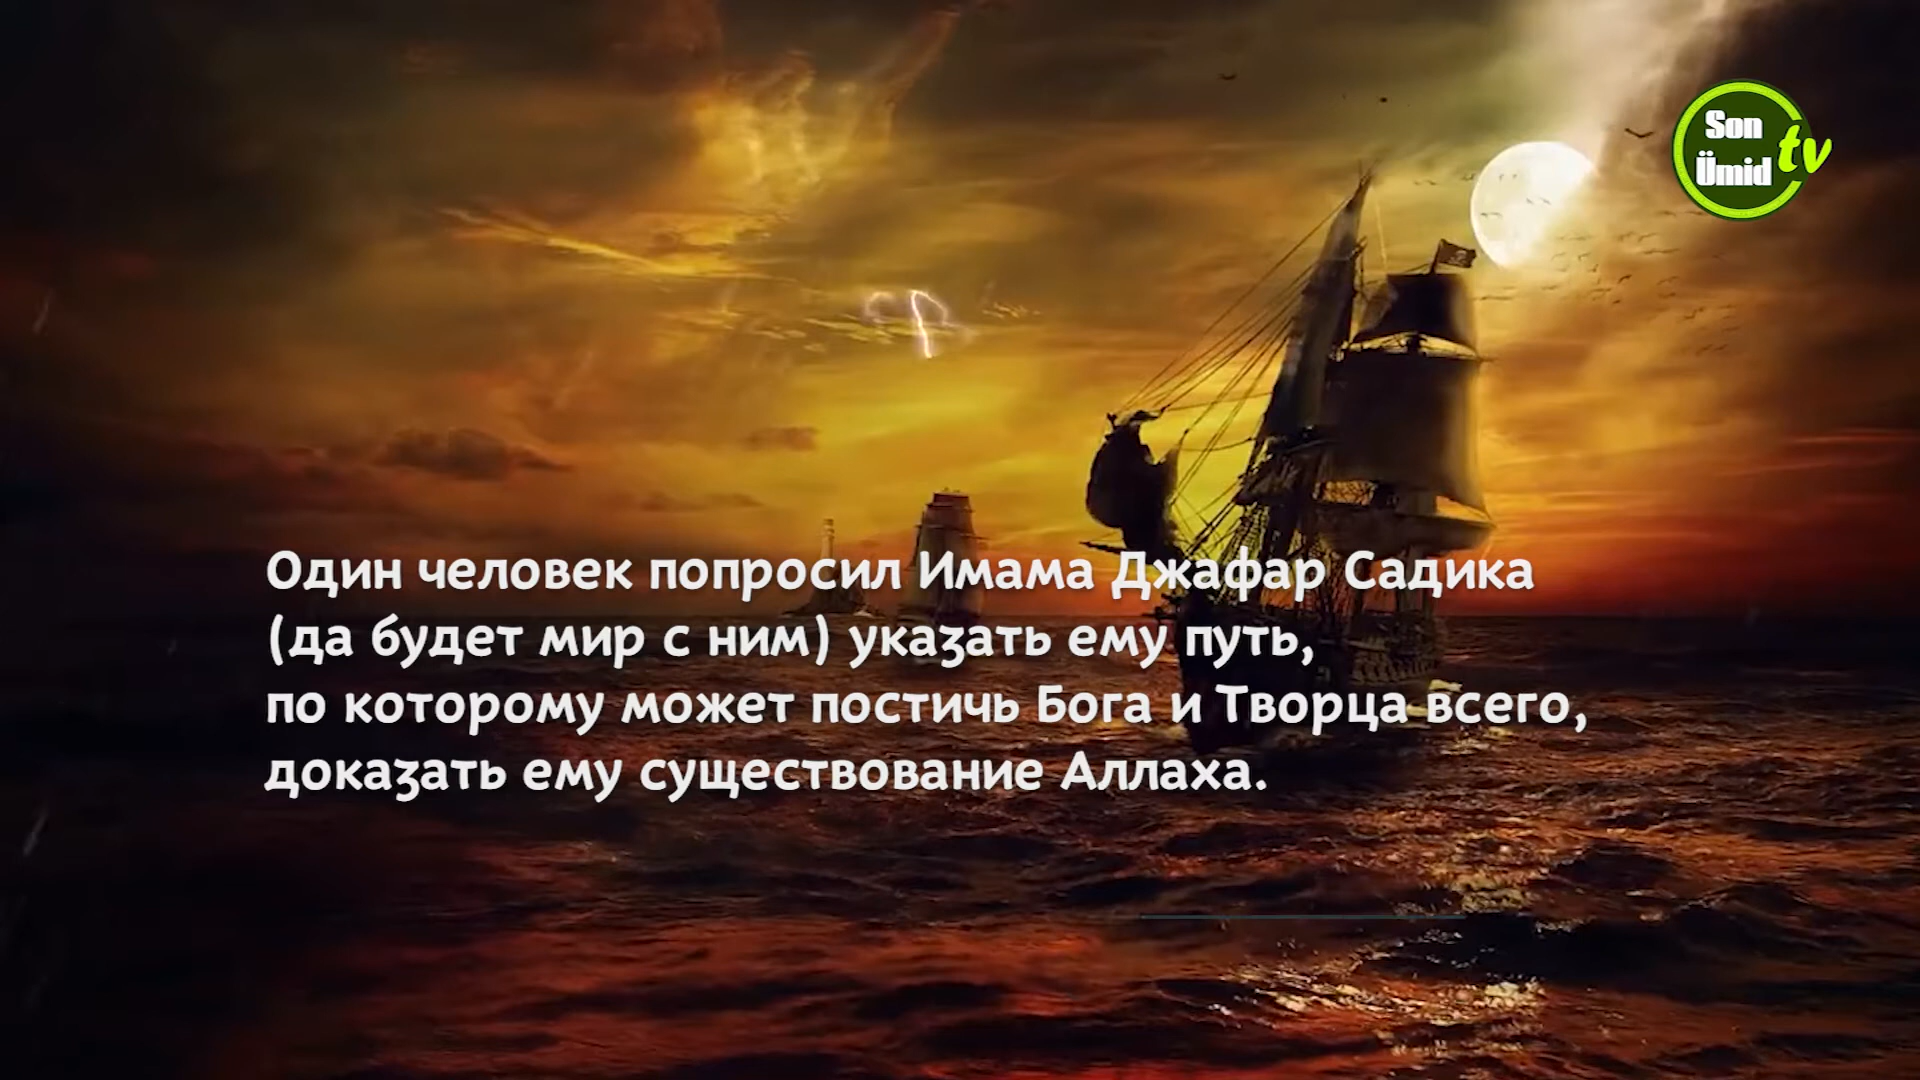 Son
Ümid tv
Один человек попросил Имама Джафар Садика
(да будет мир с ним) указать ему путь,
по которому может постичь Бога и Творца всего,
доказать ему существование Аллаха.